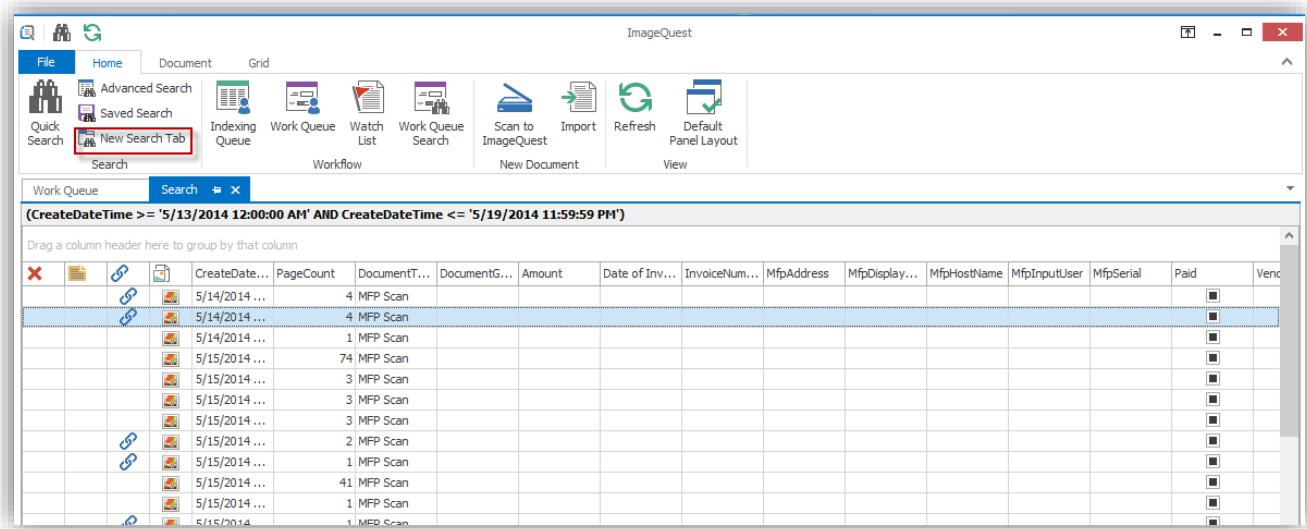 ImageQuest
File Home Document Grid
Quick Search
Advanced Search
Saved Search
New Search Tab
Indexing Queue
Work Queue
Watch List
Work Queue Search
Scan to ImageQuest
Import
Refresh
Default Panel Layout
Search Workflow New Document View
Work Queue Search
(CreateDateTime >= '5/13/2014 12:00:00 AM' AND CreateDateTime <= '5/19/2014 11:59:59 PM')
Drag a column header here to group by that column
CreateDate... PageCount DocumentT... DocumentG... Amount Date of Inv... InvoiceNum... MfpAddress MfpDisplay... MfpHostName MfpInputUser MfpSerial Paid Venc
5/14/2014 ... 4 MFP Scan
5/14/2014 ... 4 MFP Scan
5/14/2014 ... 1 MFP Scan
5/15/2014 ... 74 MFP Scan
5/15/2014 ... 3 MFP Scan
5/15/2014 ... 3 MFP Scan
5/15/2014 ... 3 MFP Scan
5/15/2014 ... 2 MFP Scan
5/15/2014 ... 1 MFP Scan
5/15/2014 ... 41 MFP Scan
5/15/2014 ... 1 MFP Scan
5/15/2014 1 MFP Scan